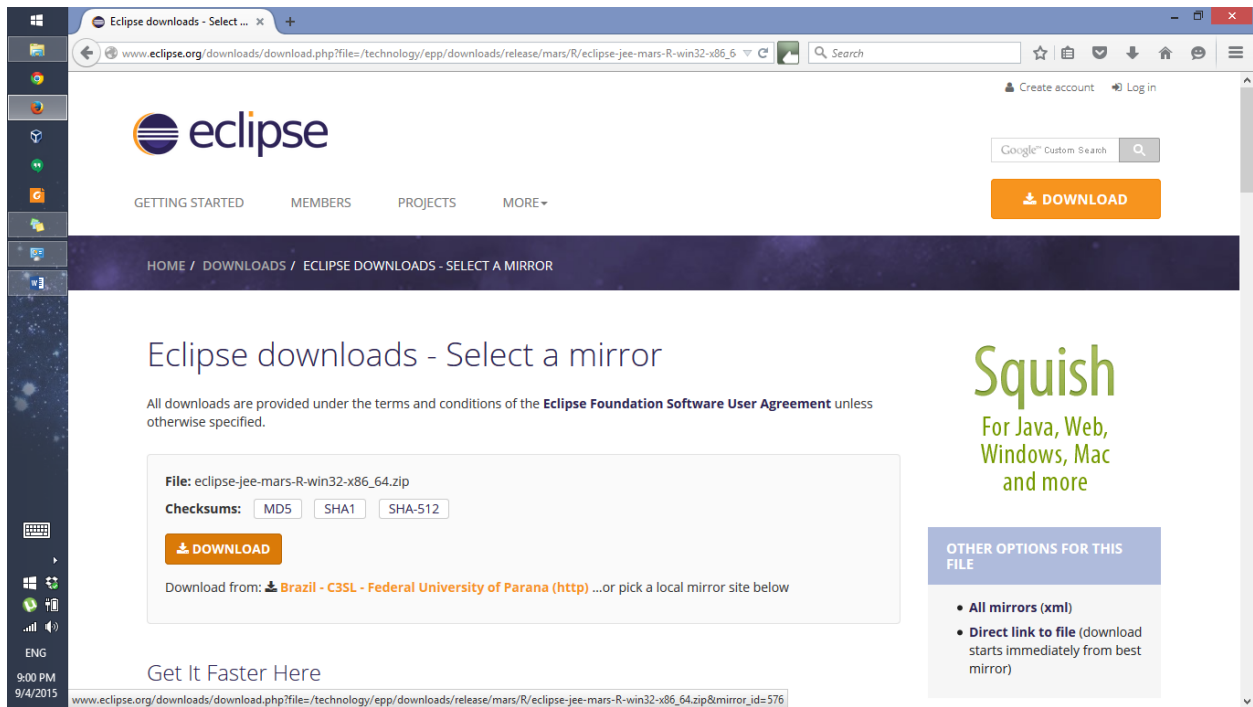 Eclipse downloads - Select ...
www.eclipse.org/downloads/download.php?file=/technology/epp/downloads/release/mars/R/eclipse-jee-mars-R-win32-x86_6
Search
Create account
Log in
eclipse
Google™ Custom Search
GETTING STARTED
MEMBERS
PROJECTS
MORE
DOWNLOAD
HOME / DOWNLOADS / ECLIPSE DOWNLOADS - SELECT A MIRROR
Eclipse downloads - Select a mirror
All downloads are provided under the terms and conditions of the Eclipse Foundation Software User Agreement unless
otherwise specified.
File: eclipse-jee-mars-R-win32-x86_64.zip
Checksums: MD5 SHA1 SHA-512
DOWNLOAD
Download from: Brazil - C3SL - Federal University of Parana (http) ...or pick a local mirror site below
Get It Faster Here
Squish
For Java, Web,
Windows, Mac
and more
OTHER OPTIONS FOR THIS
FILE
All mirrors (xml)
Direct link to file (download
starts immediately from best
mirror)
ENG
9:00 PM
9/4/2015
www.eclipse.org/downloads/download.php?file=/technology/epp/downloads/release/mars/R/eclipse-jee-mars-R-win32-x86_64.zip&mirror_id=576